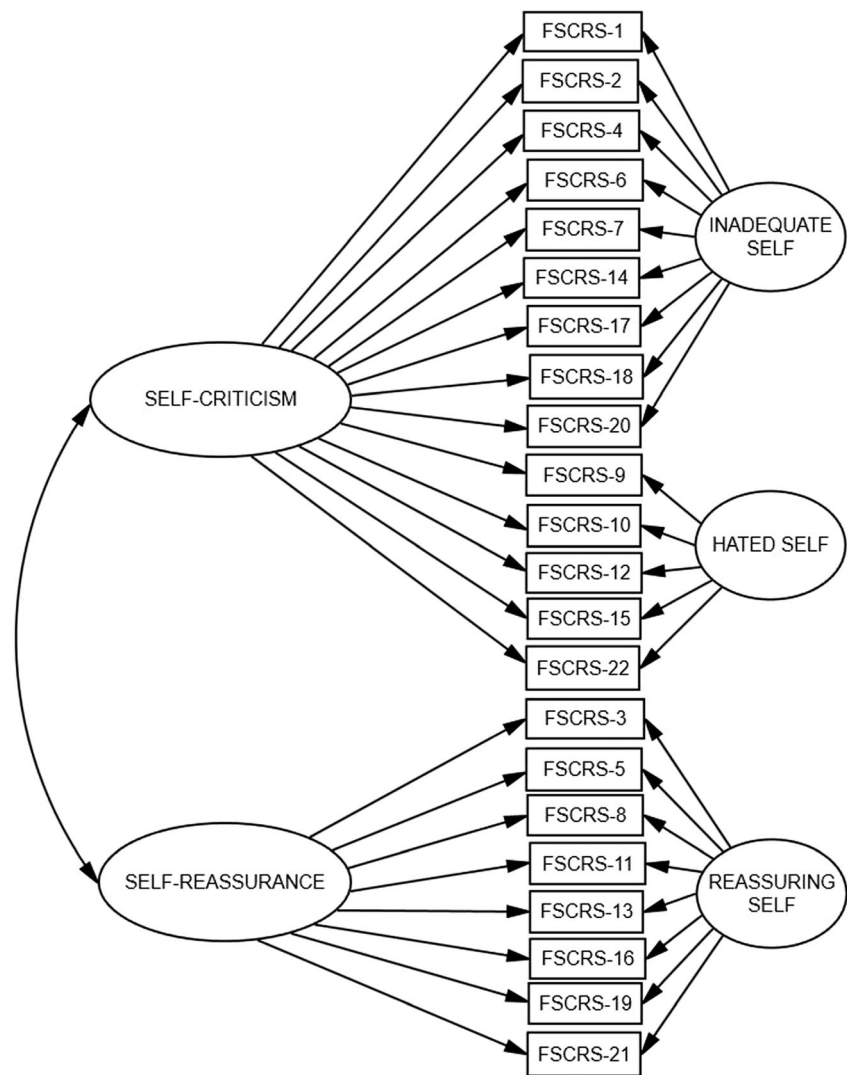 FSCRS-1
FSCRS-2
FSCRS-4
FSCRS-6
FSCRS-7
FSCRS-14
FSCRS-17
FSCRS-18
FSCRS-20
FSCRS-9
FSCRS-10
FSCRS-12
FSCRS-15
FSCRS-22
FSCRS-3
FSCRS-5
FSCRS-8
FSCRS-11
FSCRS-13
FSCRS-16
FSCRS-19
FSCRS-21
SELF-CRITICISM
SELF-REASSURANCE
INADEQUATE
SELF
HATED SELF
REASSURING
SELF